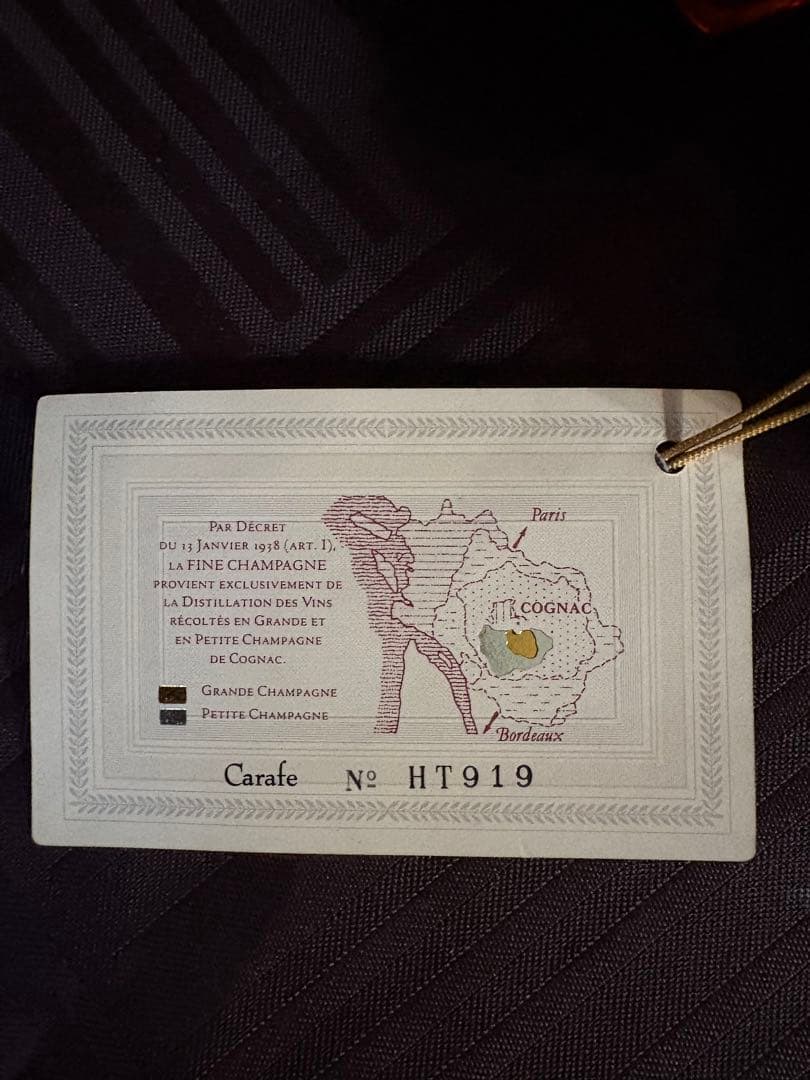 Par Décret
du 13 Janvier 1938 (art. 1),
la FINE CHAMPAGNE
provient exclusivement de
la Distillation des Vins
récoltés en Grande et
en Petite Champagne
de Cognac.
Grande Champagne
Petite Champagne
Paris
COGNAC
Bordeaux
Carafe Nº HT919